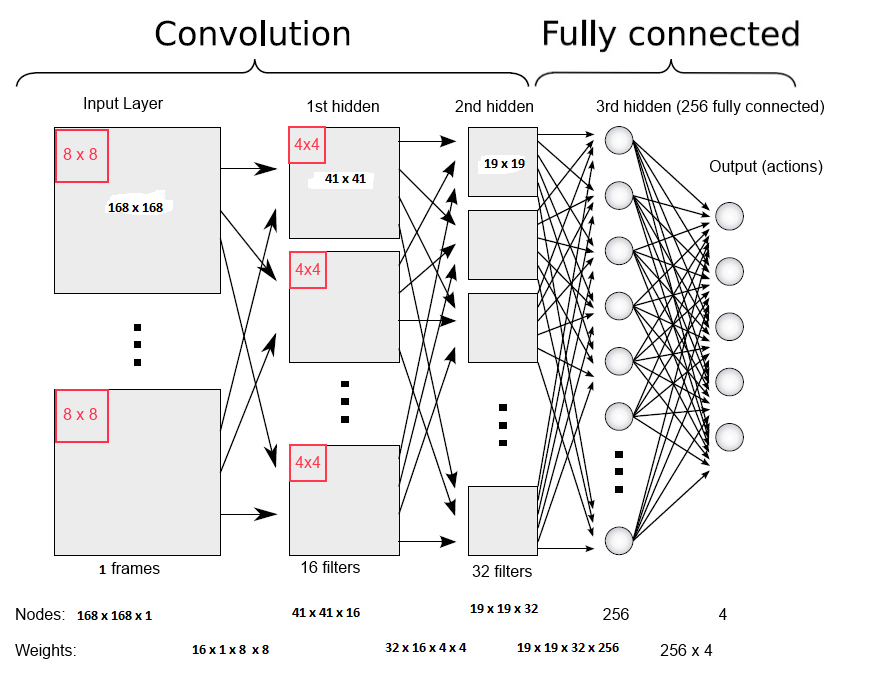 Convolution
Fully connected
Input Layer
1st hidden
2nd hidden
3rd hidden (256 fully connected)
Output (actions)
8 x 8
168 x 168
4x4
41 x 41
19 x 19
4x4
8 x 8
4x4
1 frames
16 filters
32 filters
Nodes: 168 x 168 x 1 41 x 41 x 16 19 x 19 x 32 256 4
Weights: 16 x 1 x 8 x 8 32 x 16 x 4 x 4 19 x 19 x 32 x 256 256 x 4